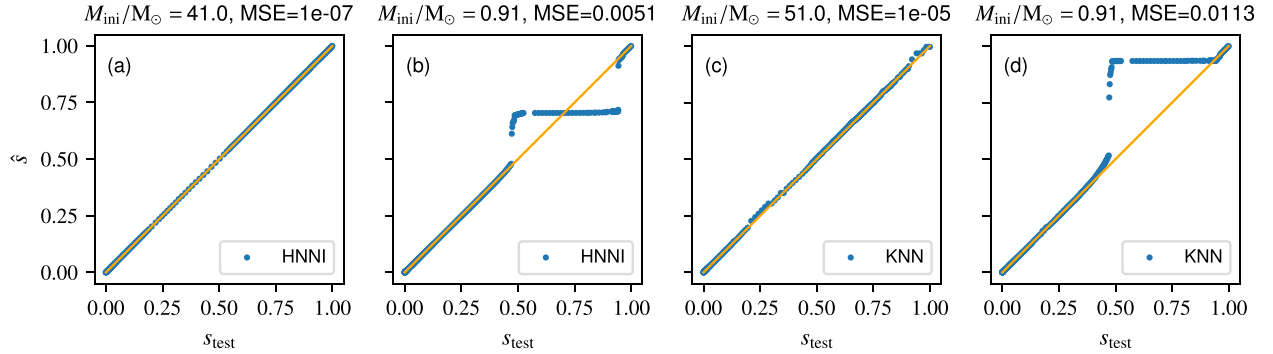 M_ini/M_⊙ = 41.0, MSE=1e-07
M_ini/M_⊙ = 0.91, MSE=0.0051
M_ini/M_⊙ = 51.0, MSE=1e-05
M_ini/M_⊙ = 0.91, MSE=0.0113
ŝ
1.00
0.75
0.50
0.25
0.00
(a)
HNNI
0.00 0.25 0.50 0.75 1.00
s_test
(b)
HNNI
0.00 0.25 0.50 0.75 1.00
s_test
(c)
KNN
0.00 0.25 0.50 0.75 1.00
s_test
(d)
KNN
0.00 0.25 0.50 0.75 1.00
s_test